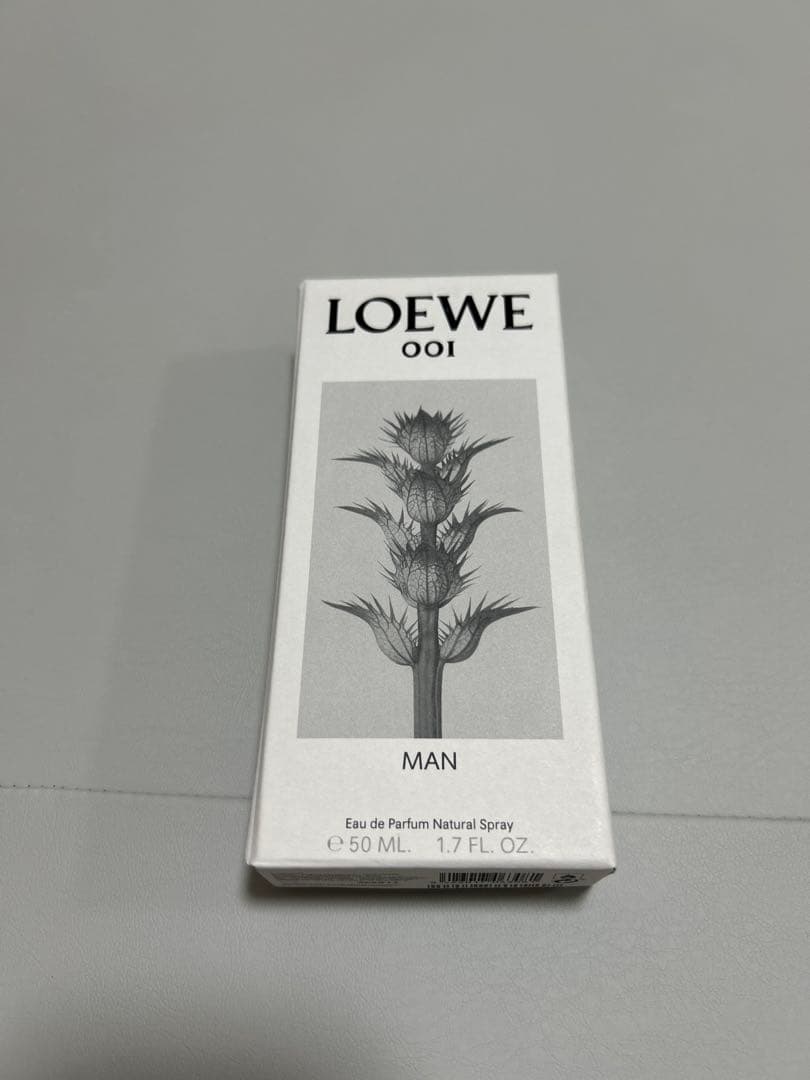 LOEWE
001
MAN
Eau de Parfum Natural Spray
℮ 50 ML. 1.7 FL. OZ.